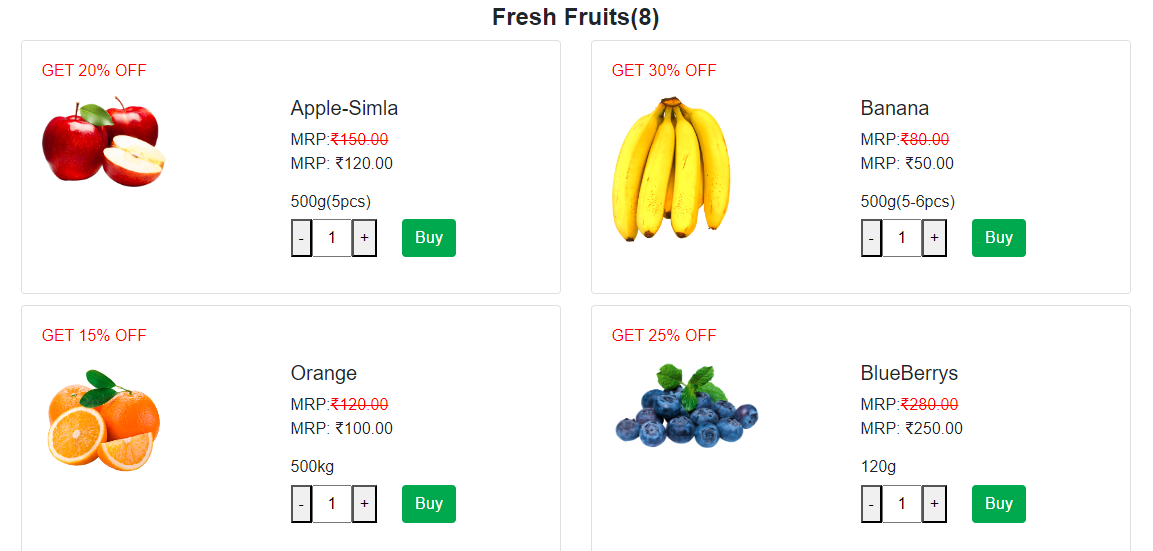 Fresh Fruits(8)
GET 20% OFF
Apple-Simla
MRP:₹150.00
MRP: ₹120.00
500g(5pcs)
- 1 + Buy
GET 30% OFF
Banana
MRP:₹80.00
MRP: ₹50.00
500g(5-6pcs)
- 1 + Buy
GET 15% OFF
Orange
MRP:₹120.00
MRP: ₹100.00
500kg
- 1 + Buy
GET 25% OFF
BlueBerrys
MRP:₹280.00
MRP: ₹250.00
120g
- 1 + Buy